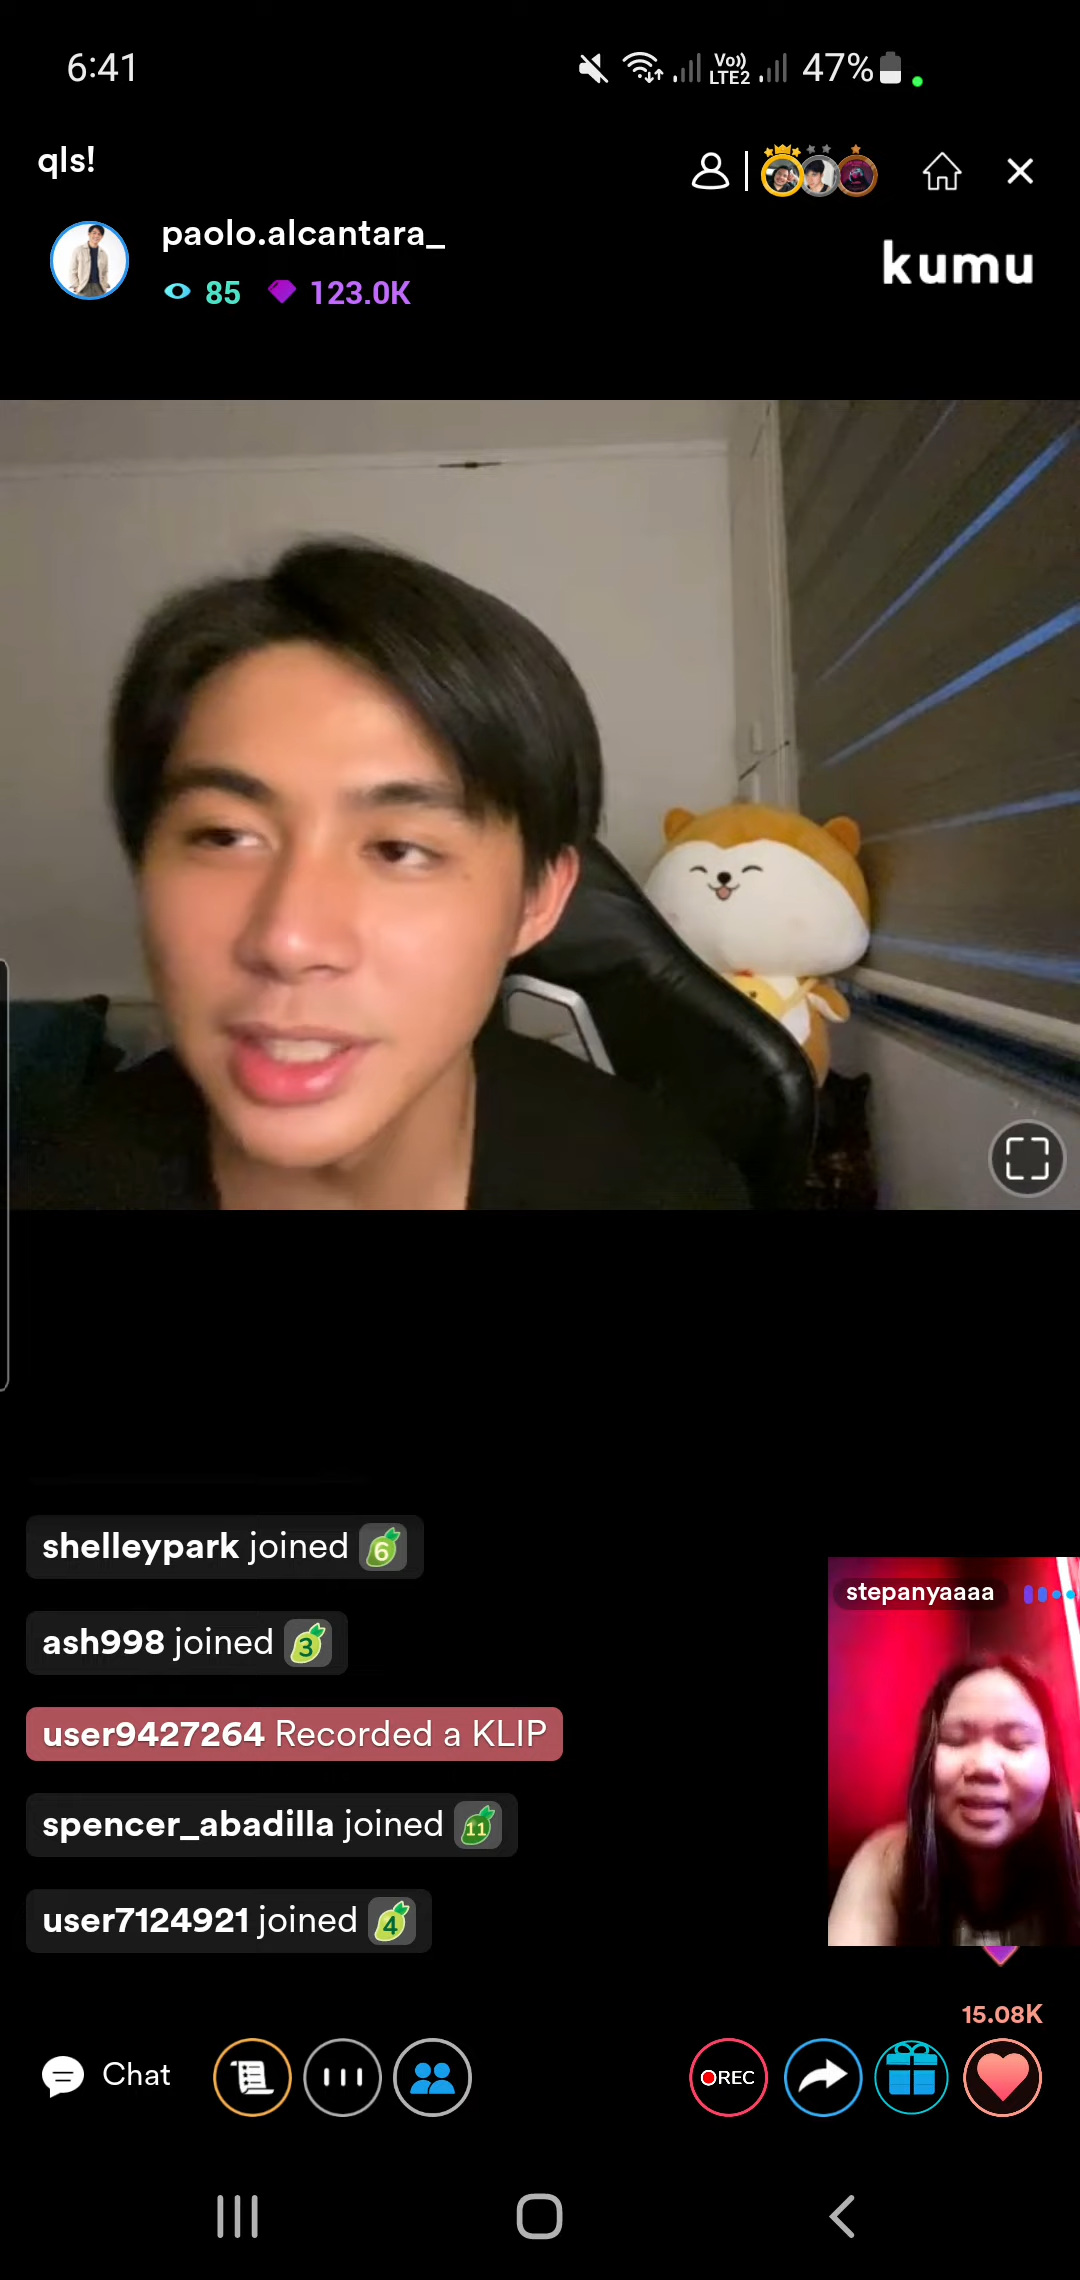 6:41
Vo)) LTE2
47%
qls!
paolo.alcantara_
85
123.0K
kumu
shelleypark joined 6
ash998 joined 3
user9427264 Recorded a KLIP
spencer_abadilla joined 11
user7124921 joined 4
stepanyaaaa
15.08K
Chat
REC